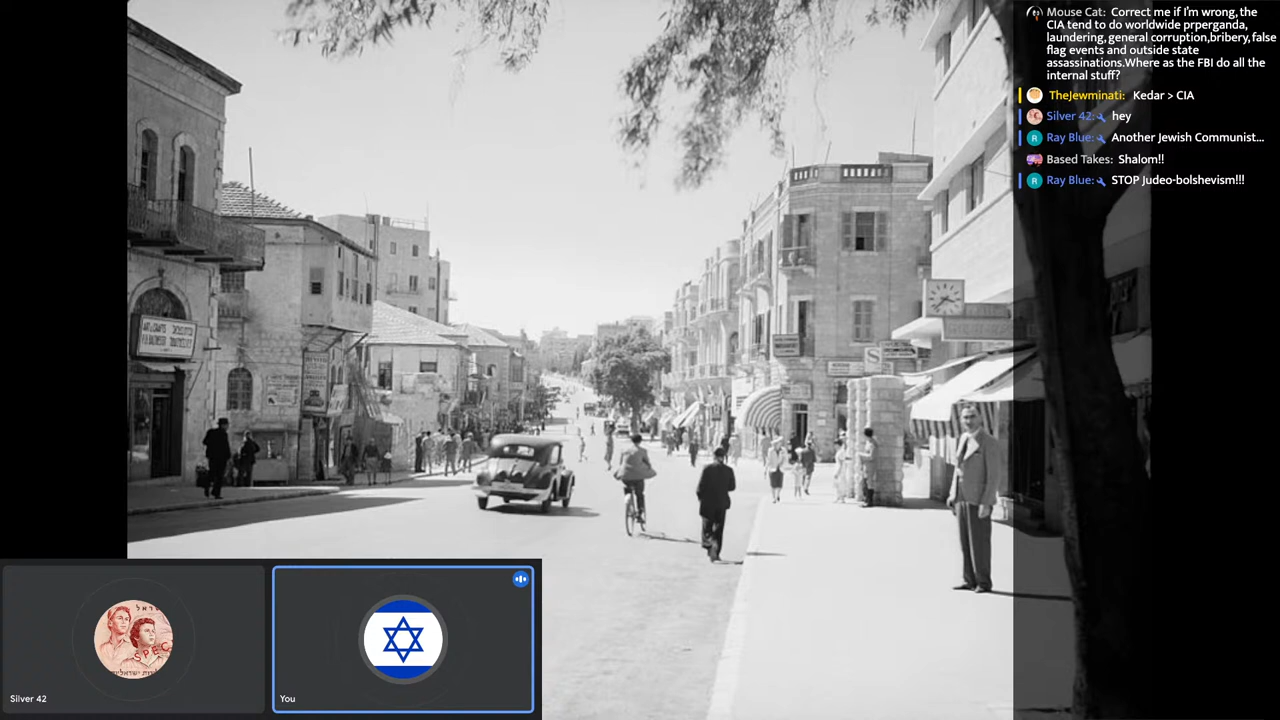 Mouse Cat: Correct me if I'm wrong, the
CIA tend to do worldwide prperganda,
laundering, general corruption,bribery, false
flag events and outside state
assassinations.Where as the FBI do all the
internal stuff?
TheJewminati: Kedar > CIA
Silver 42: hey
R Ray Blue: Another Jewish Communist...
Based Takes: Shalom!!
R Ray Blue: STOP Judeo-bolshevism!!!
S
SPEC
Silver 42
You